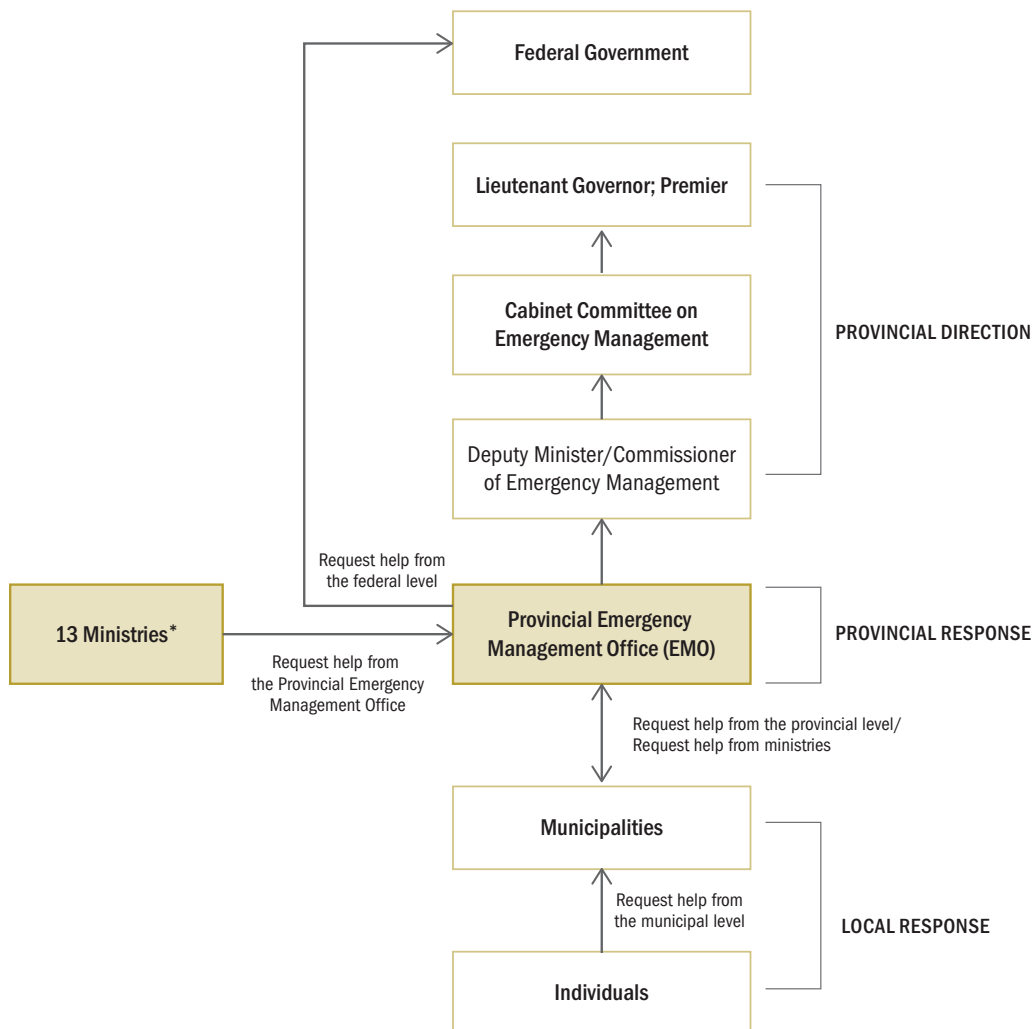 Federal Government
Lieutenant Governor; Premier
Cabinet Committee on
Emergency Management
PROVINCIAL DIRECTION
Deputy Minister/Commissioner
of Emergency Management
Request help from
the federal level
13 Ministries*
Request help from
the Provincial Emergency
Management Office
Provincial Emergency
Management Office (EMO)
PROVINCIAL RESPONSE
Request help from the provincial level/
Request help from ministries
Municipalities
Request help from
the municipal level
LOCAL RESPONSE
Individuals